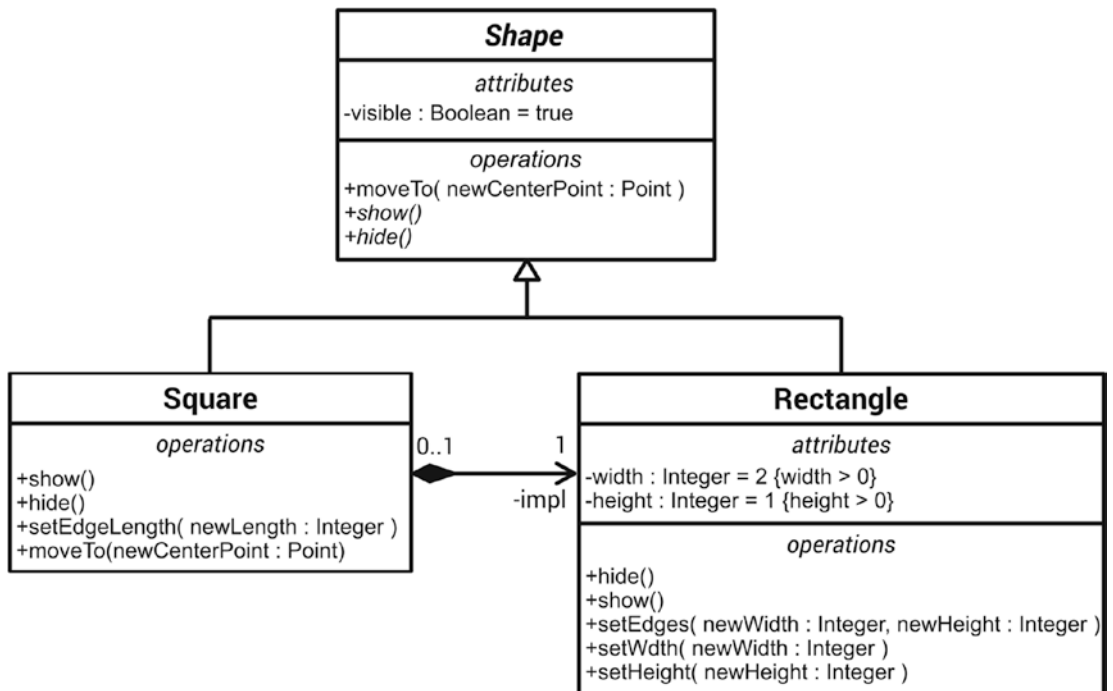 Shape
attributes
-visible : Boolean = true
operations
+moveTo( newCenterPoint : Point )
+show()
+hide()
Square
operations
+show()
+hide()
+setEdgeLength( newLength : Integer )
+moveTo(newCenterPoint : Point)
0..1
1
-impl
Rectangle
attributes
-width : Integer = 2 {width > 0}
-height : Integer = 1 {height > 0}
operations
+hide()
+show()
+setEdges( newWidth : Integer, newHeight : Integer )
+setWdth( newWidth : Integer )
+setHeight( newHeight : Integer )